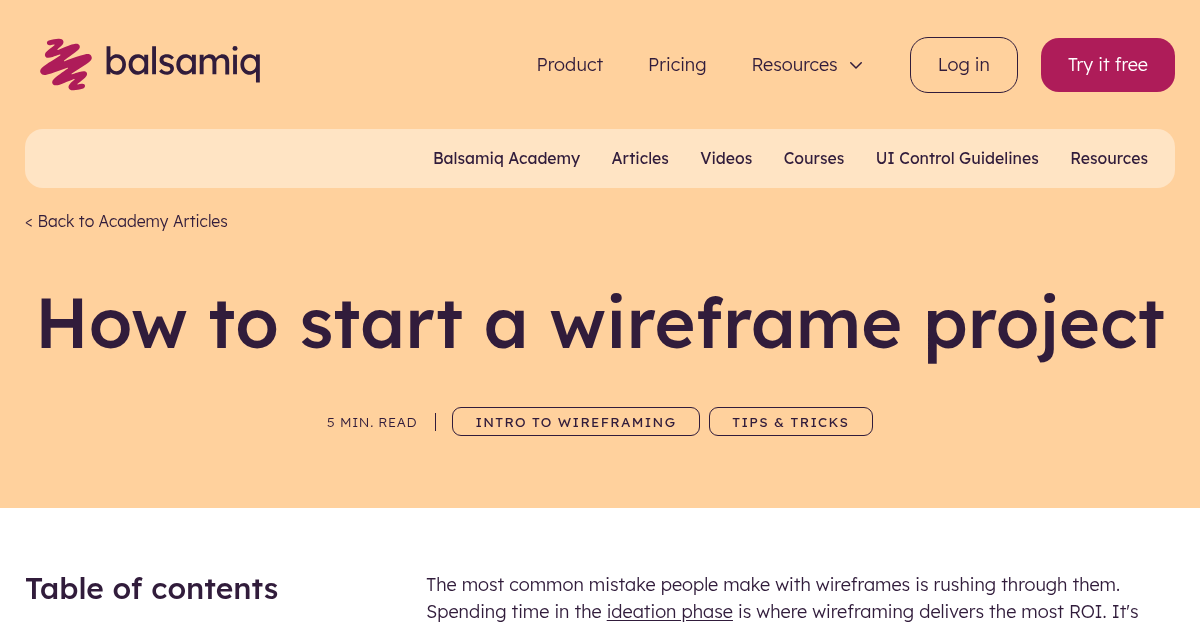 balsamiq
Product Pricing Resources Log in Try it free
Balsamiq Academy Articles Videos Courses UI Control Guidelines Resources
< Back to Academy Articles
How to start a wireframe project
5 MIN. READ INTRO TO WIREFRAMING TIPS & TRICKS
Table of contents
The most common mistake people make with wireframes is rushing through them.
Spending time in the ideation phase is where wireframing delivers the most ROI. It's